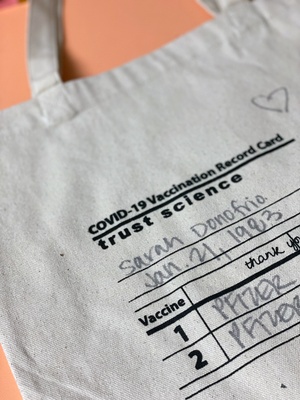 COVID-19 Vaccination Record Card
trust science
Sarah Donofrio
Jan. 21, 1983
thank
Vaccine
1 PFIZER
2 PFIZER